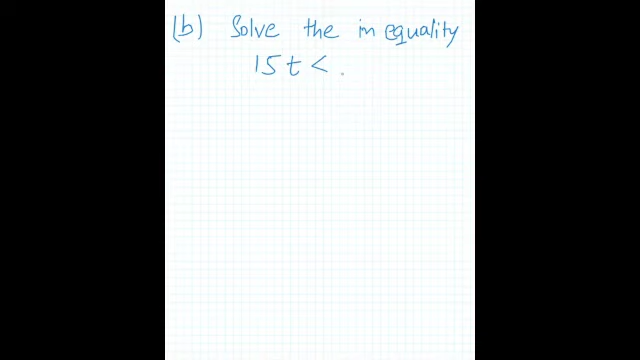 (b) Solve the inequality
15t < .